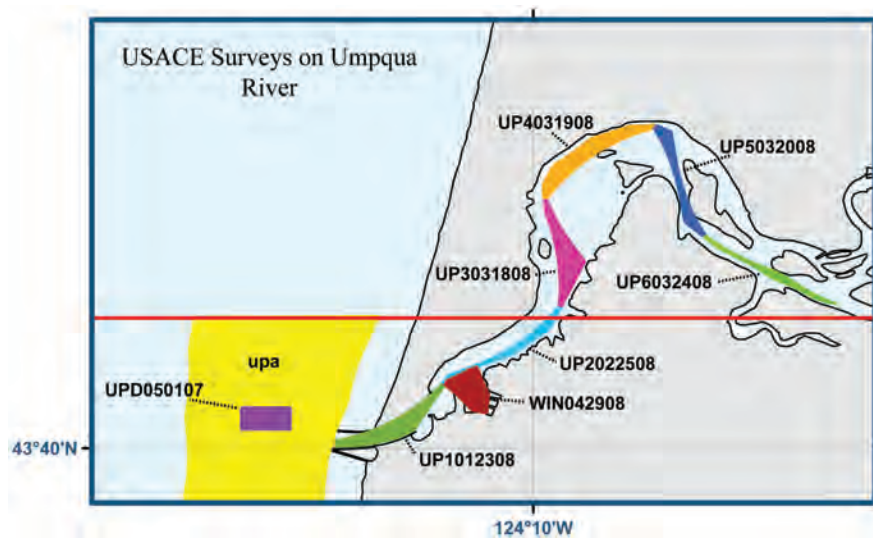 USACE Surveys on Umpqua
River
UP4031908
UP5032008
UP3031808
UP6032408
upa
UPD050107
UP2022508
WIN042908
43°40'N
UP1012308
124°10'W